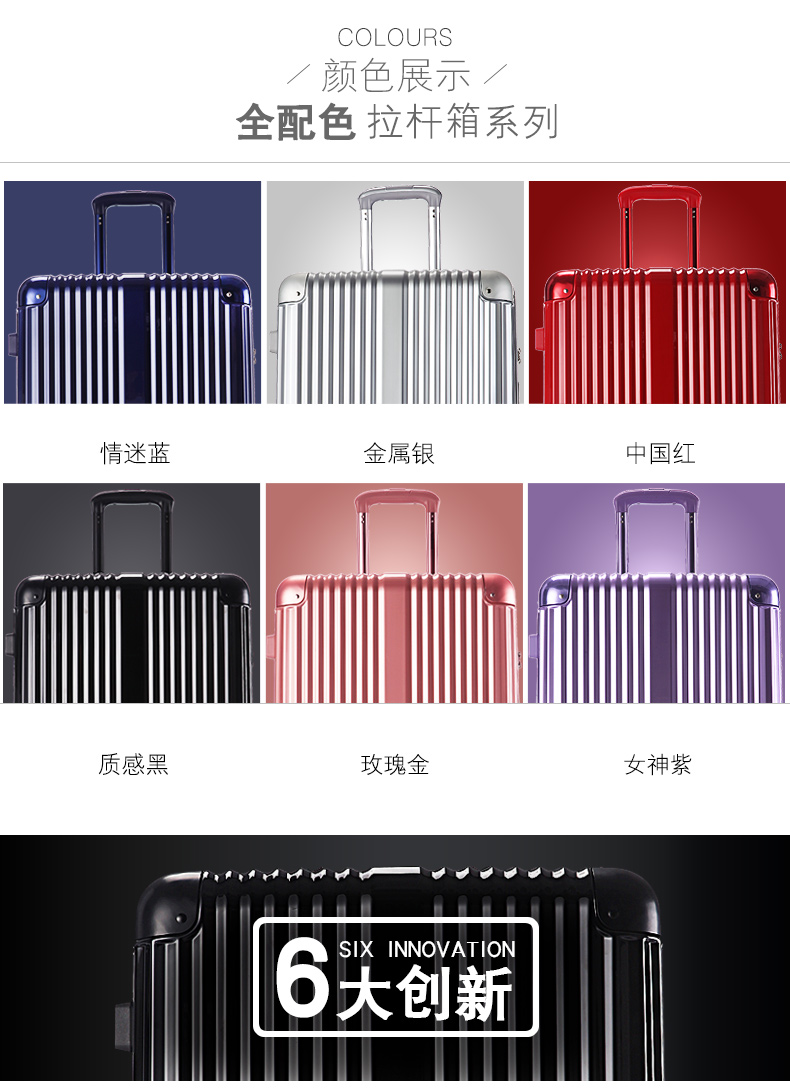 COLOURS
颜色展示
全配色 拉杆箱系列
情迷蓝
金属银
中国红
质感黑
玫瑰金
女神紫
6 SIX INNOVATION
大创新